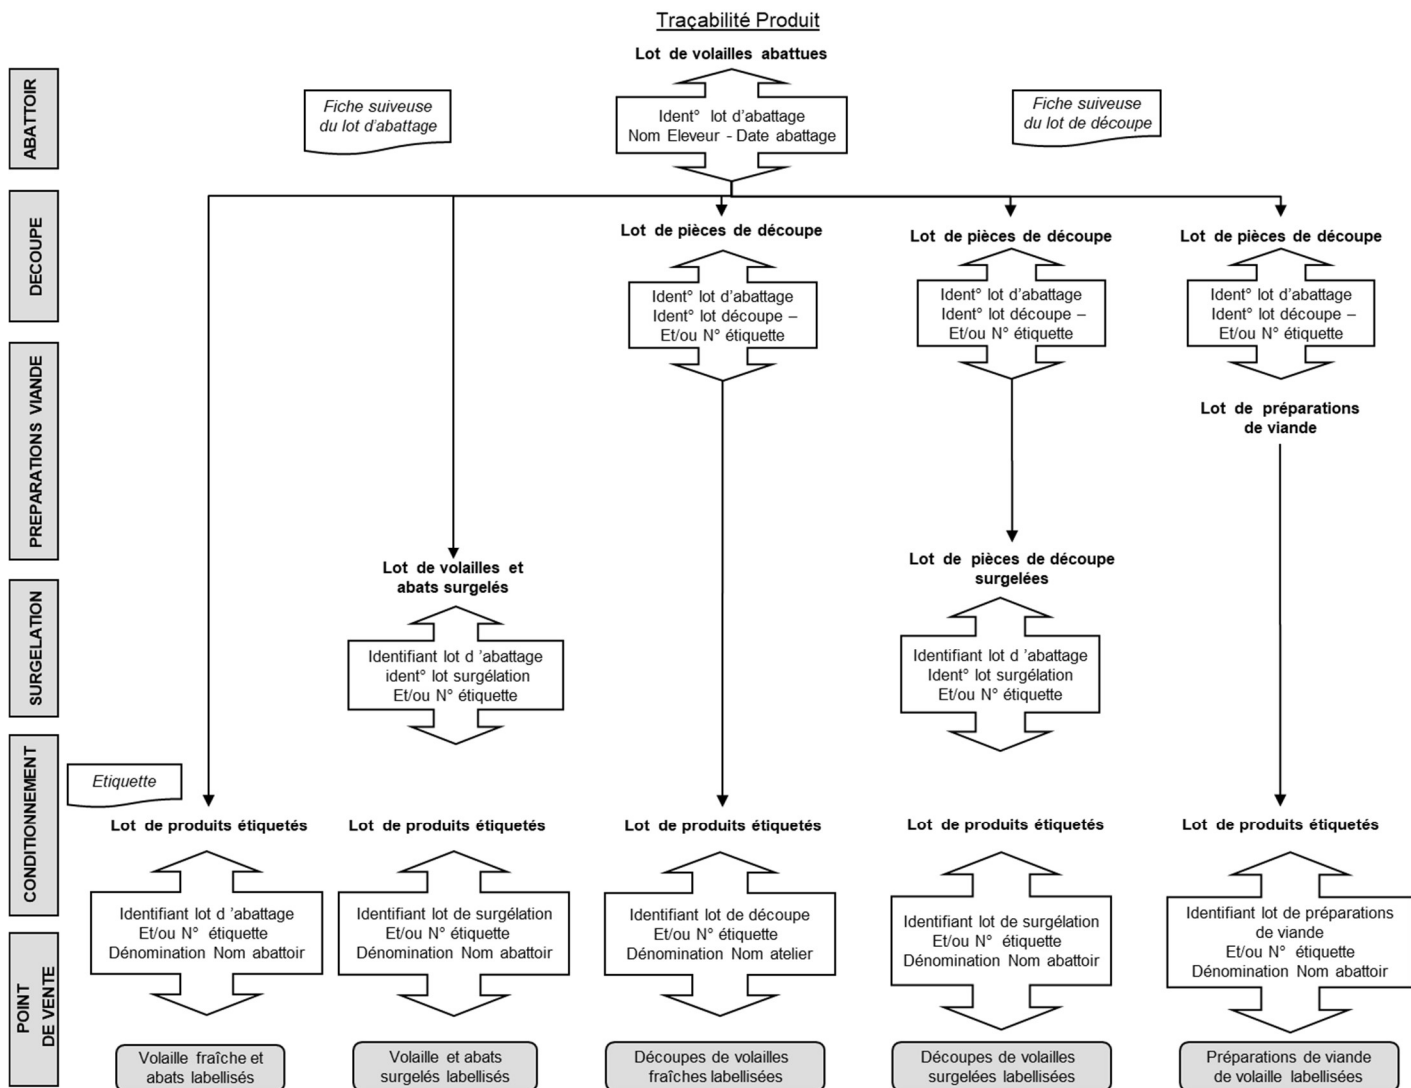 Traçabilité Produit
Lot de volailles abattues
ABATTOIR
Fiche suiveuse
du lot d'abattage
Ident° lot d'abattage
Nom Eleveur - Date abattage
Fiche suiveuse
du lot de découpe
DECOUPE
Lot de pièces de découpe
Ident° lot d'abattage
Ident° lot découpe –
Et/ou N° étiquette
Lot de pièces de découpe
Ident° lot d'abattage
Ident° lot découpe –
Et/ou N° étiquette
Lot de pièces de découpe
Ident° lot d'abattage
Ident° lot découpe –
Et/ou N° étiquette
PREPARATIONS VIANDE
Lot de préparations
de viande
Lot de volailles et
abats surgelés
Lot de pièces de découpe
surgelées
SURGELATION
Identifiant lot d 'abattage
ident° lot surgélation
Et/ou N° étiquette
Identifiant lot d 'abattage
Ident° lot surgélation
Et/ou N° étiquette
CONDITIONNEMENT
Etiquette
Lot de produits étiquetés
Lot de produits étiquetés
Lot de produits étiquetés
Lot de produits étiquetés
Lot de produits étiquetés
Identifiant lot d 'abattage
Et/ou N° étiquette
Dénomination Nom abattoir
Identifiant lot de surgélation
Et/ou N° étiquette
Dénomination Nom abattoir
Identifiant lot de découpe
Et/ou N° étiquette
Dénomination Nom atelier
Identifiant lot de surgélation
Et/ou N° étiquette
Dénomination Nom abattoir
Identifiant lot de préparations
de viande
Et/ou N° étiquette
Dénomination Nom abattoir
POINT
DE VENTE
Volaille fraîche et
abats labellisés
Volaille et abats
surgelés labellisés
Découpes de volailles
fraîches labellisées
Découpes de volailles
surgelées labellisées
Préparations de viande
de volaille labellisées